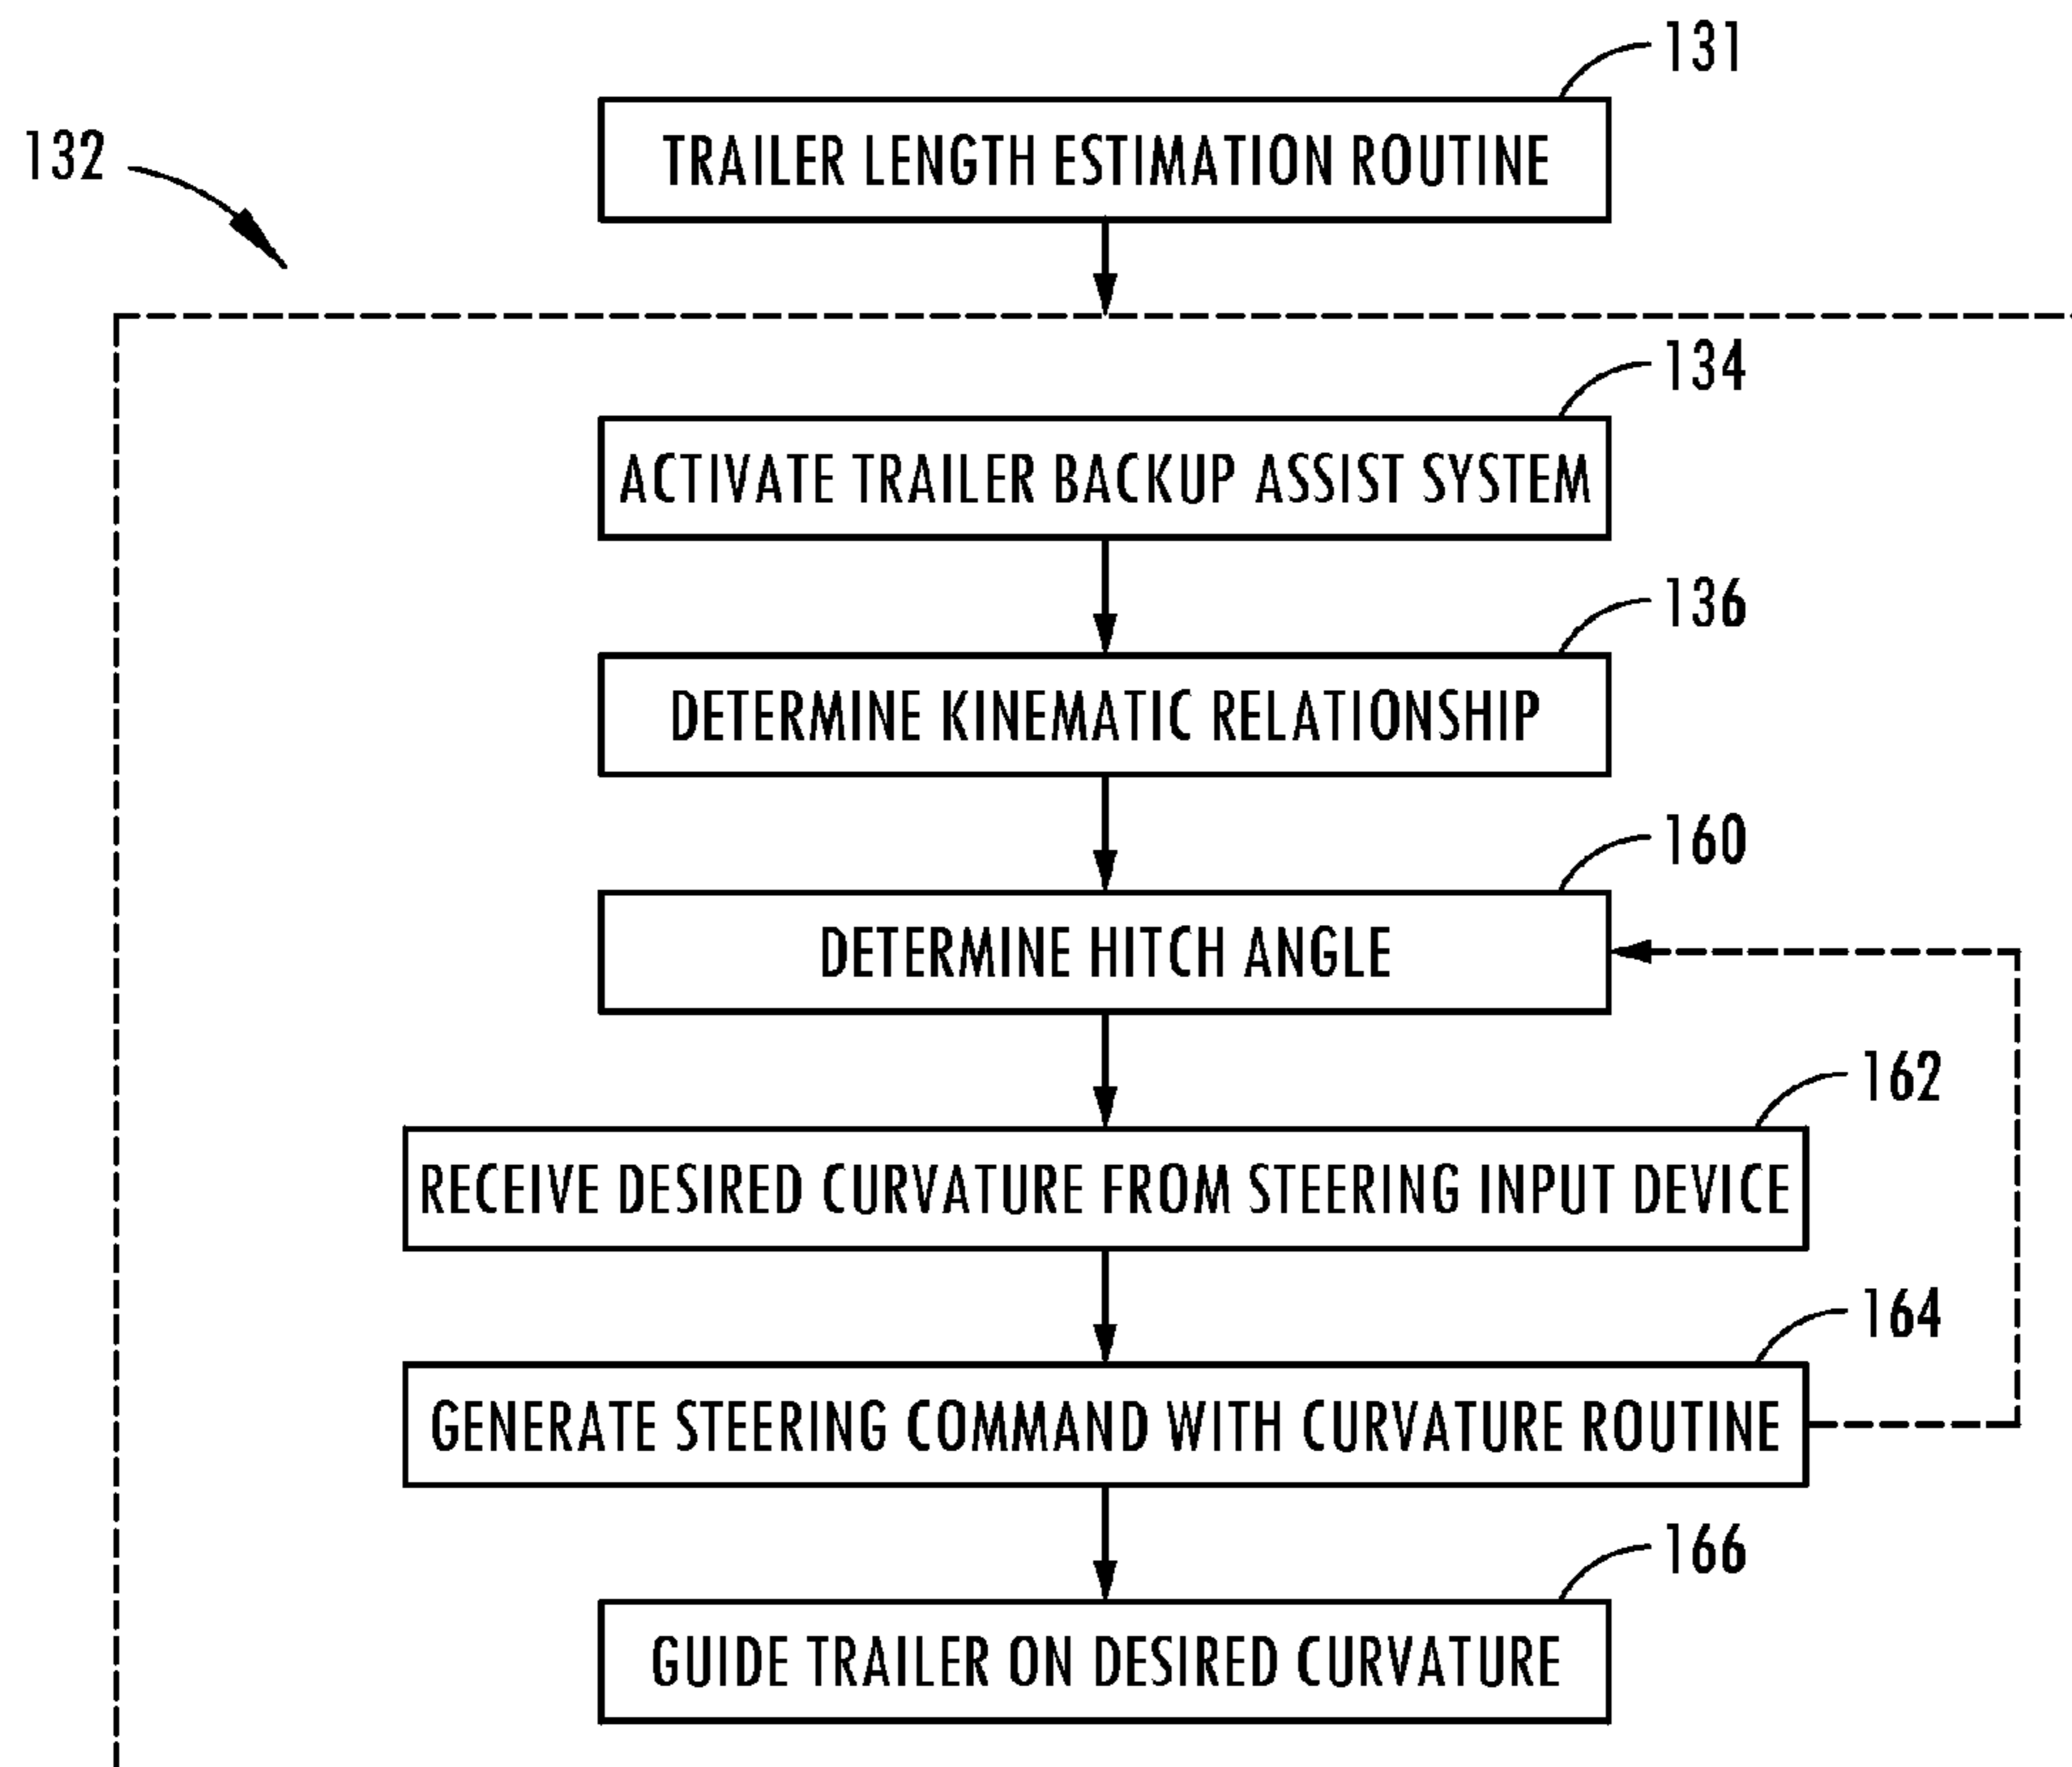 131
132
TRAILER LENGTH ESTIMATION ROUTINE
134
ACTIVATE TRAILER BACKUP ASSIST SYSTEM
136
DETERMINE KINEMATIC RELATIONSHIP
160
DETERMINE HITCH ANGLE
162
RECEIVE DESIRED CURVATURE FROM STEERING INPUT DEVICE
164
GENERATE STEERING COMMAND WITH CURVATURE ROUTINE
166
GUIDE TRAILER ON DESIRED CURVATURE